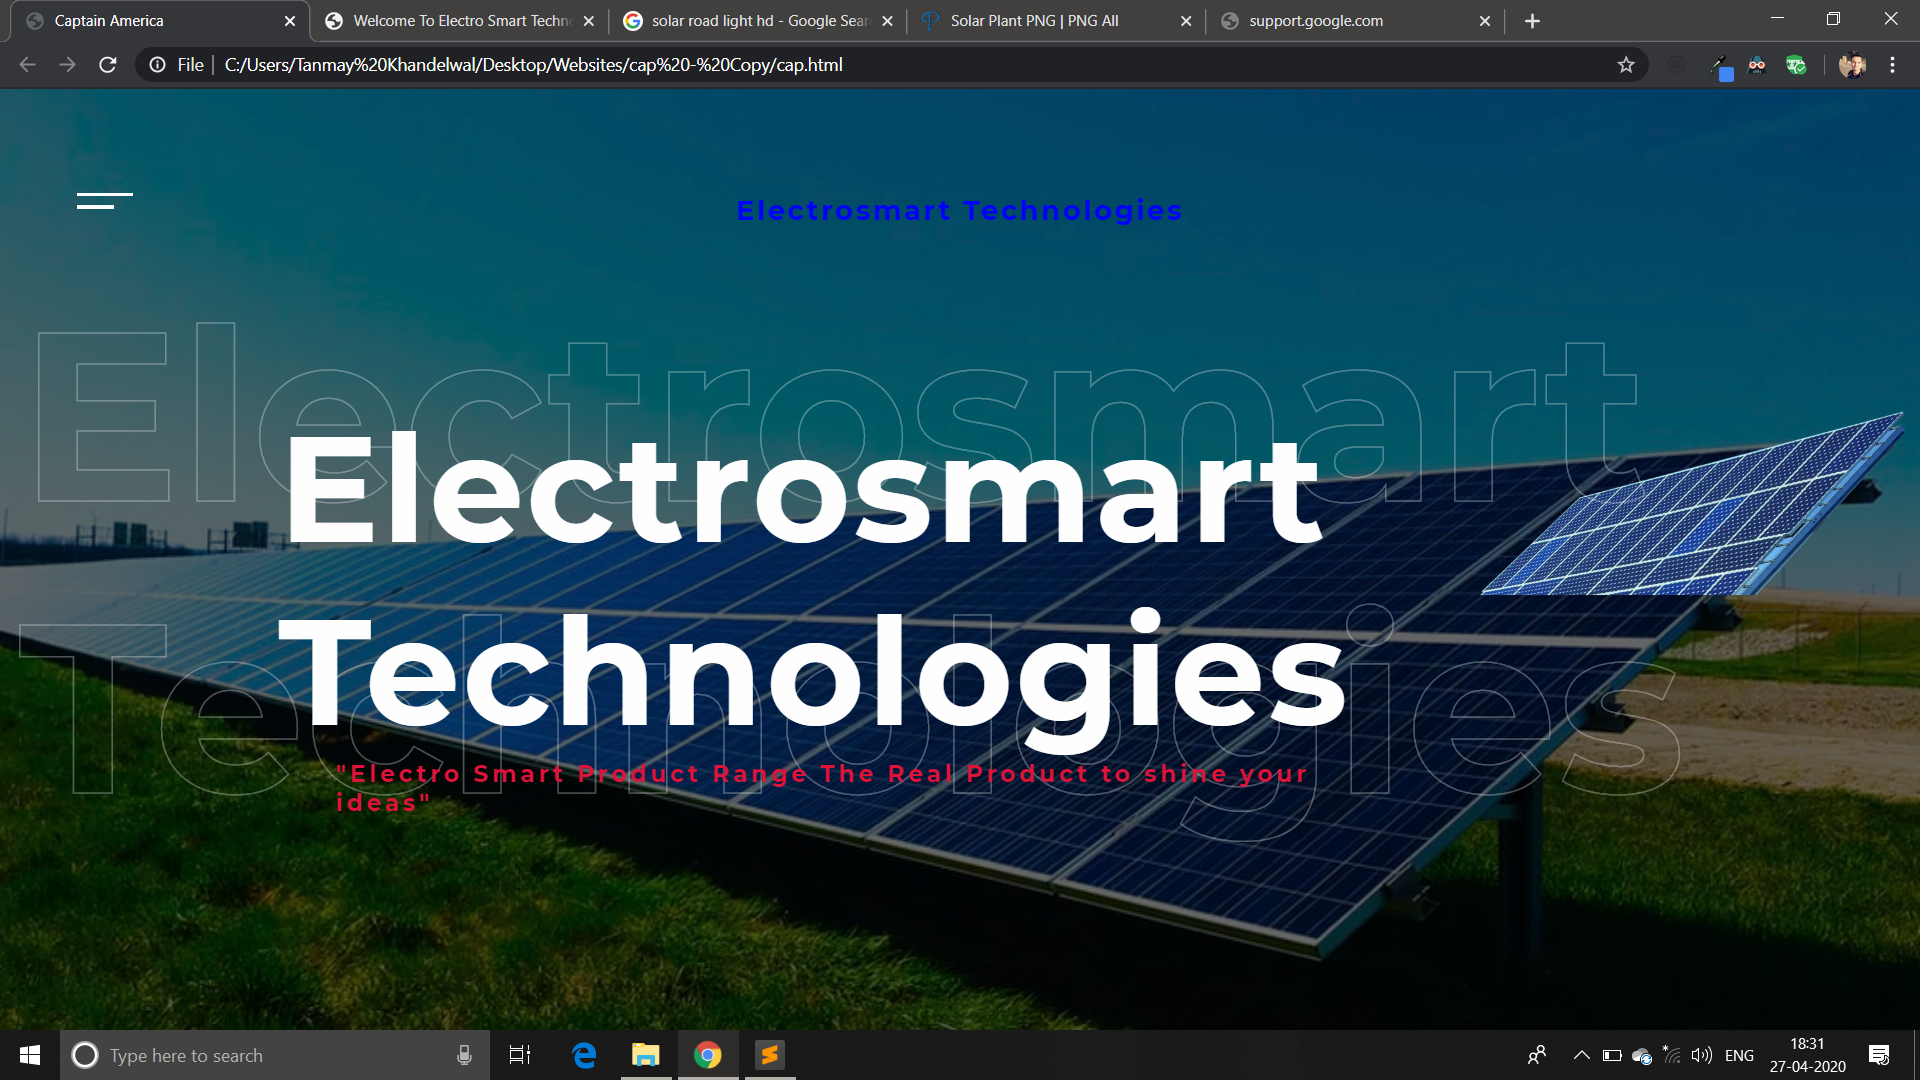 Captain America
Welcome To Electro Smart Techn
solar road light hd - Google Sear
Solar Plant PNG | PNG All
support.google.com
File
C:/Users/Tanmay%20Khandelwal/Desktop/Websites/cap%20-%20Copy/cap.html
Electrosmart Technologies
Electrosmart
Electrosmart
Technologies
Technologies
"Electro Smart Product Range The Real Product to shine your
ideas"
Type here to search
ENG
18:31
27-04-2020